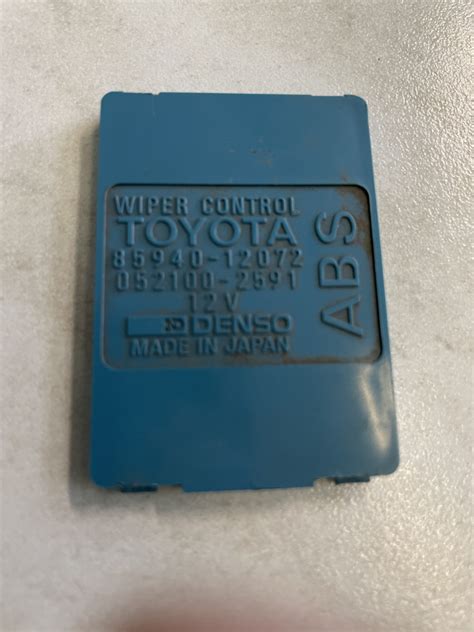 WIPER CONTROL
TOYOTA
85940-12072
052100-2591
12V
DENSO
MADE IN JAPAN
ABS